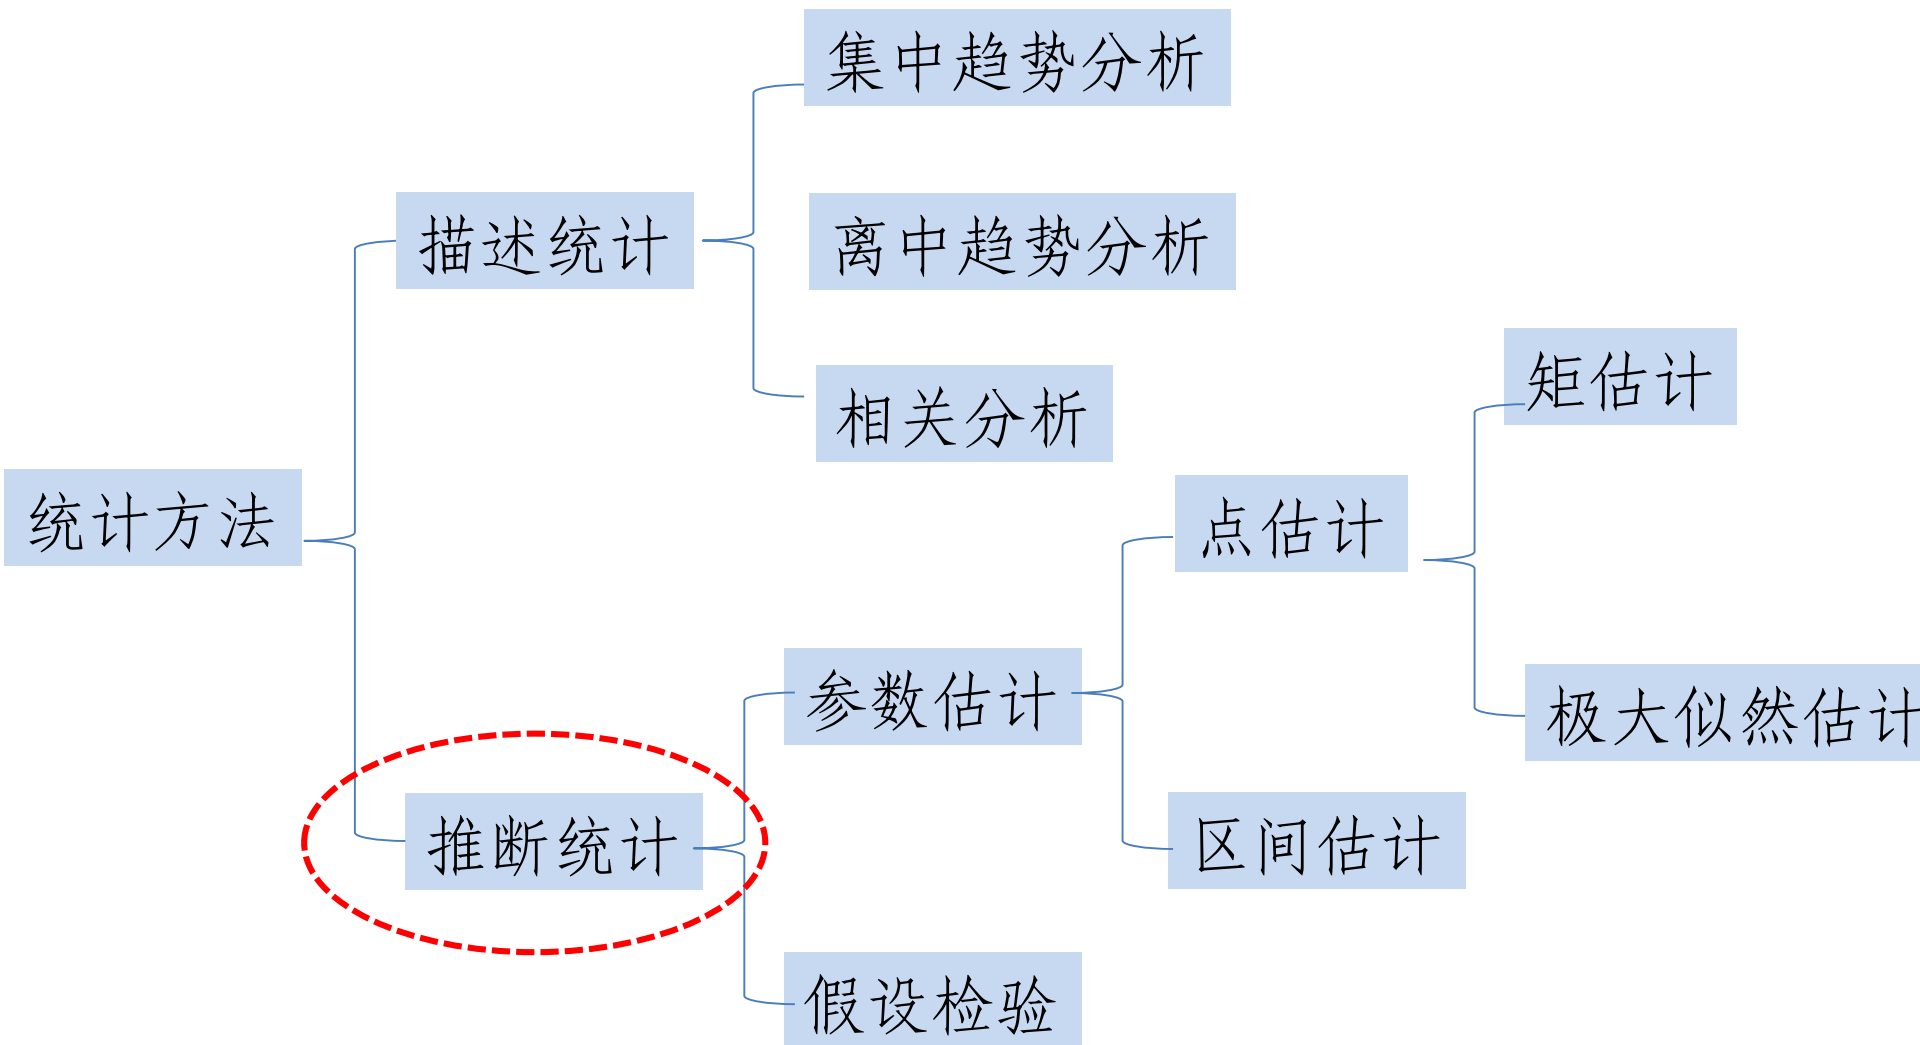 集中趋势分析
描述统计
离中趋势分析
矩估计
相关分析
统计方法
点估计
参数估计
极大似然估计
推断统计
区间估计
假设检验